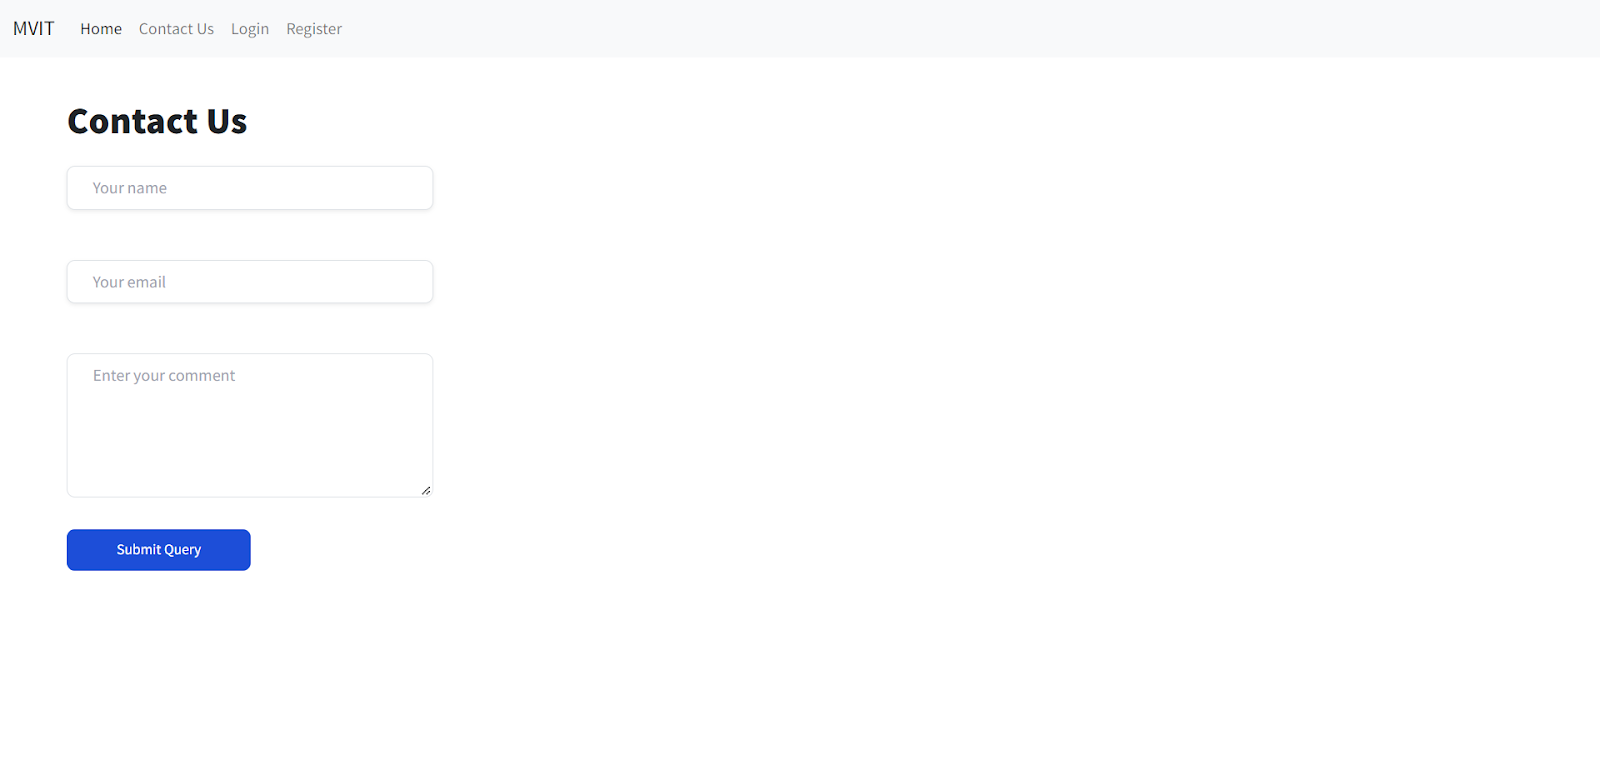 MVIT Home Contact Us Login Register
Contact Us
Your name
Your email
Enter your comment
Submit Query